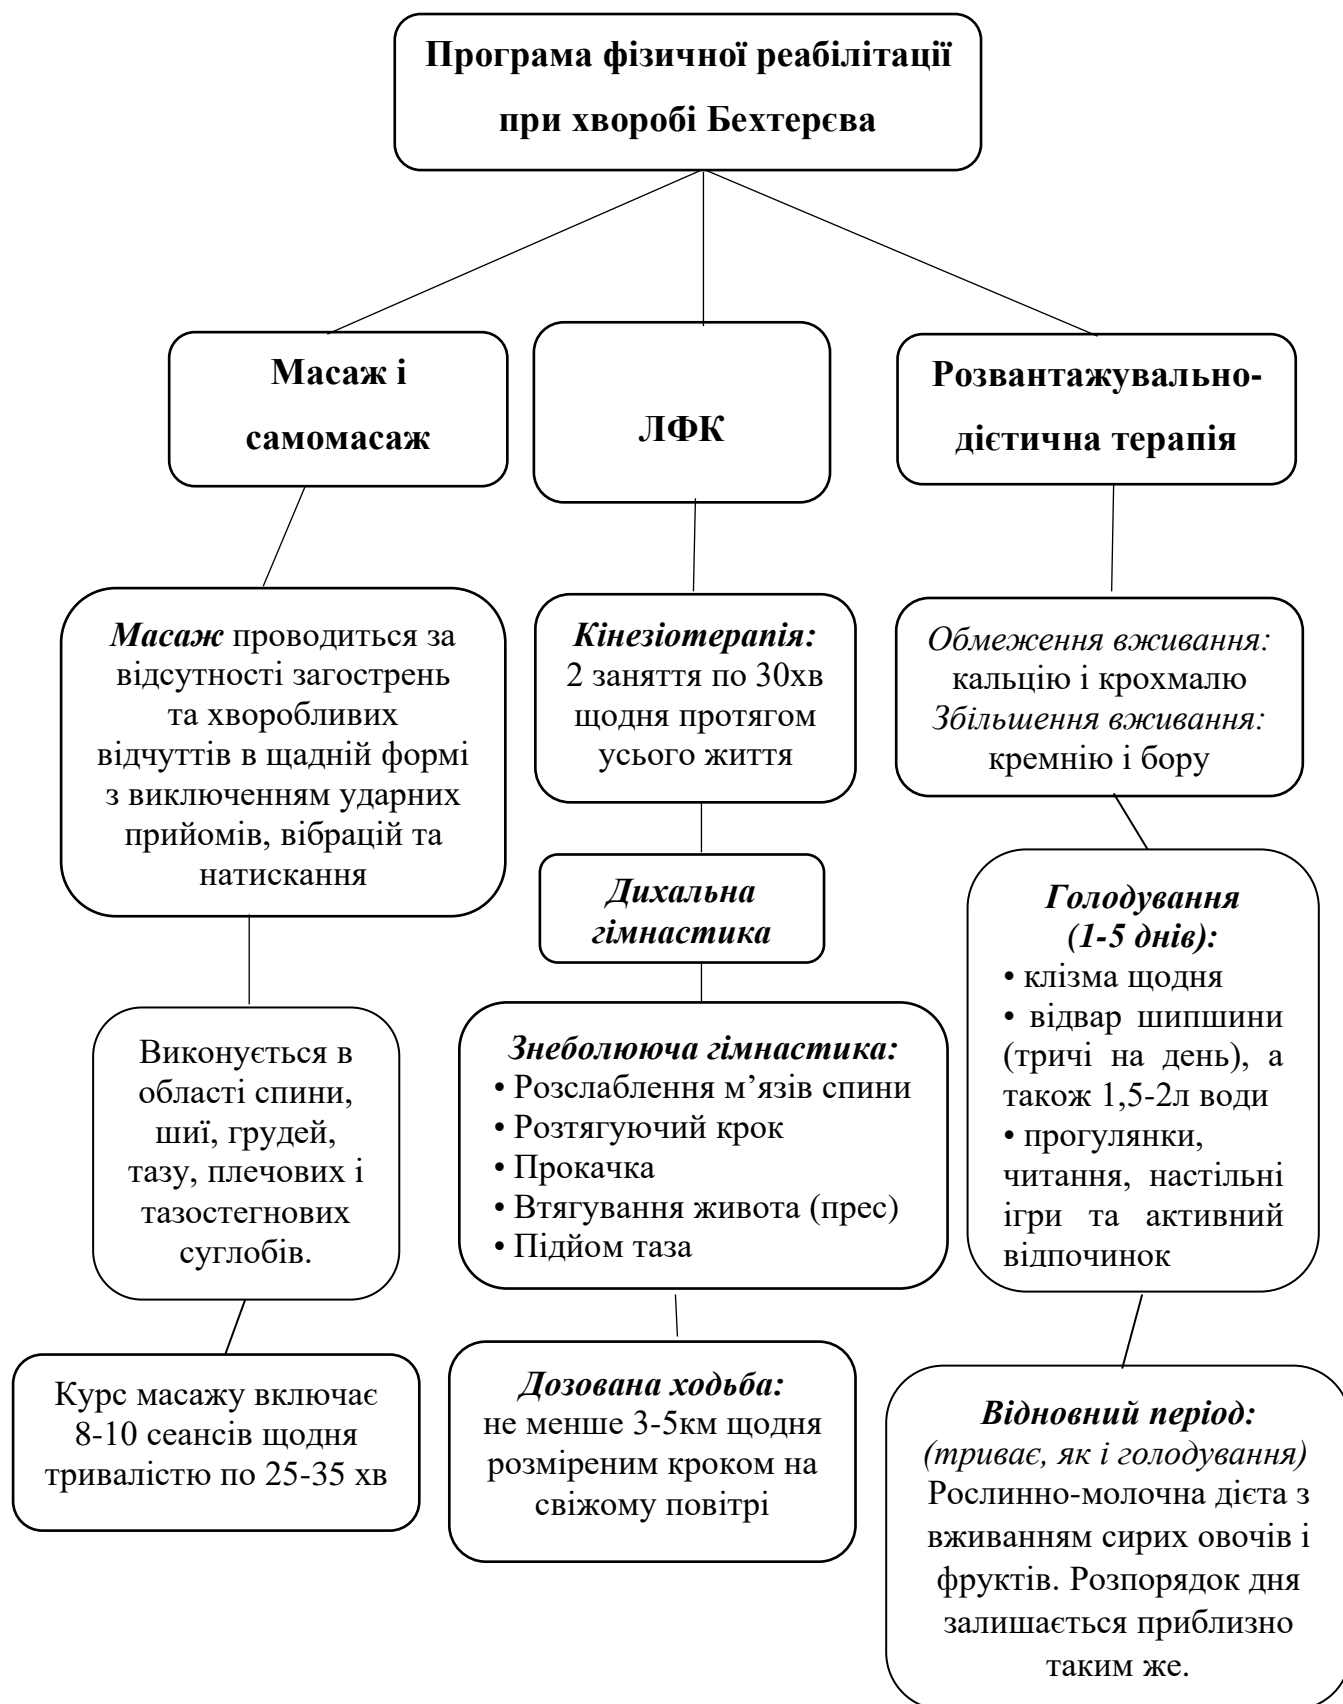 Програма фізичної реабілітації
при хворобі Бехтерєва
Масаж і
самомасаж
ЛФК
Розвантажувально-
дієтична терапія
Масаж проводиться за
відсутності загострень
та хворобливих
відчуттів в щадній формі
з виключенням ударних
прийомів, вібрацій та
натискання
Виконується в
області спини,
шиї, грудей,
тазу, плечових і
тазостегнових
суглобів.
Курс масажу включає
8-10 сеансів щодня
тривалістю по 25-35 хв
Кінезіотерапія:
2 заняття по 30хв
щодня протягом
усього життя
Дихальна
гімнастика
Знеболююча гімнастика:
• Розслаблення м’язів спини
• Розтягуючий крок
• Прокачка
• Втягування живота (прес)
• Підйом таза
Дозована ходьба:
не менше 3-5км щодня
розміреним кроком на
свіжому повітрі
Обмеження вживання:
кальцію і крохмалю
Збільшення вживання:
кремнію і бору
Голодування
(1-5 днів):
• клізма щодня
• відвар шипшини
(тричі на день), а
також 1,5-2л води
• прогулянки,
читання, настільні
ігри та активний
відпочинок
Відновний період:
(триває, як і голодування)
Рослинно-молочна дієта з
вживанням сирих овочів і
фруктів. Розпорядок дня
залишається приблизно
таким же.